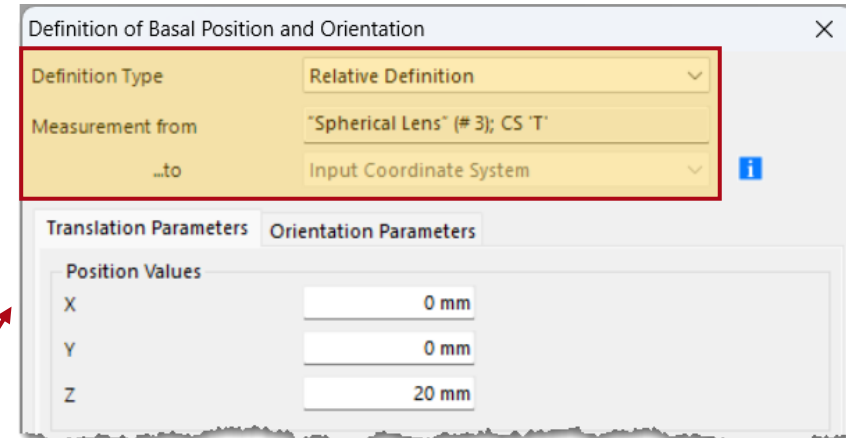 Definition of Basal Position and Orientation
Definition Type Relative Definition
Measurement from "Spherical Lens" (# 3); CS 'T'
...to Input Coordinate System
Translation Parameters Orientation Parameters
Position Values
X 0 mm
Y 0 mm
Z 20 mm